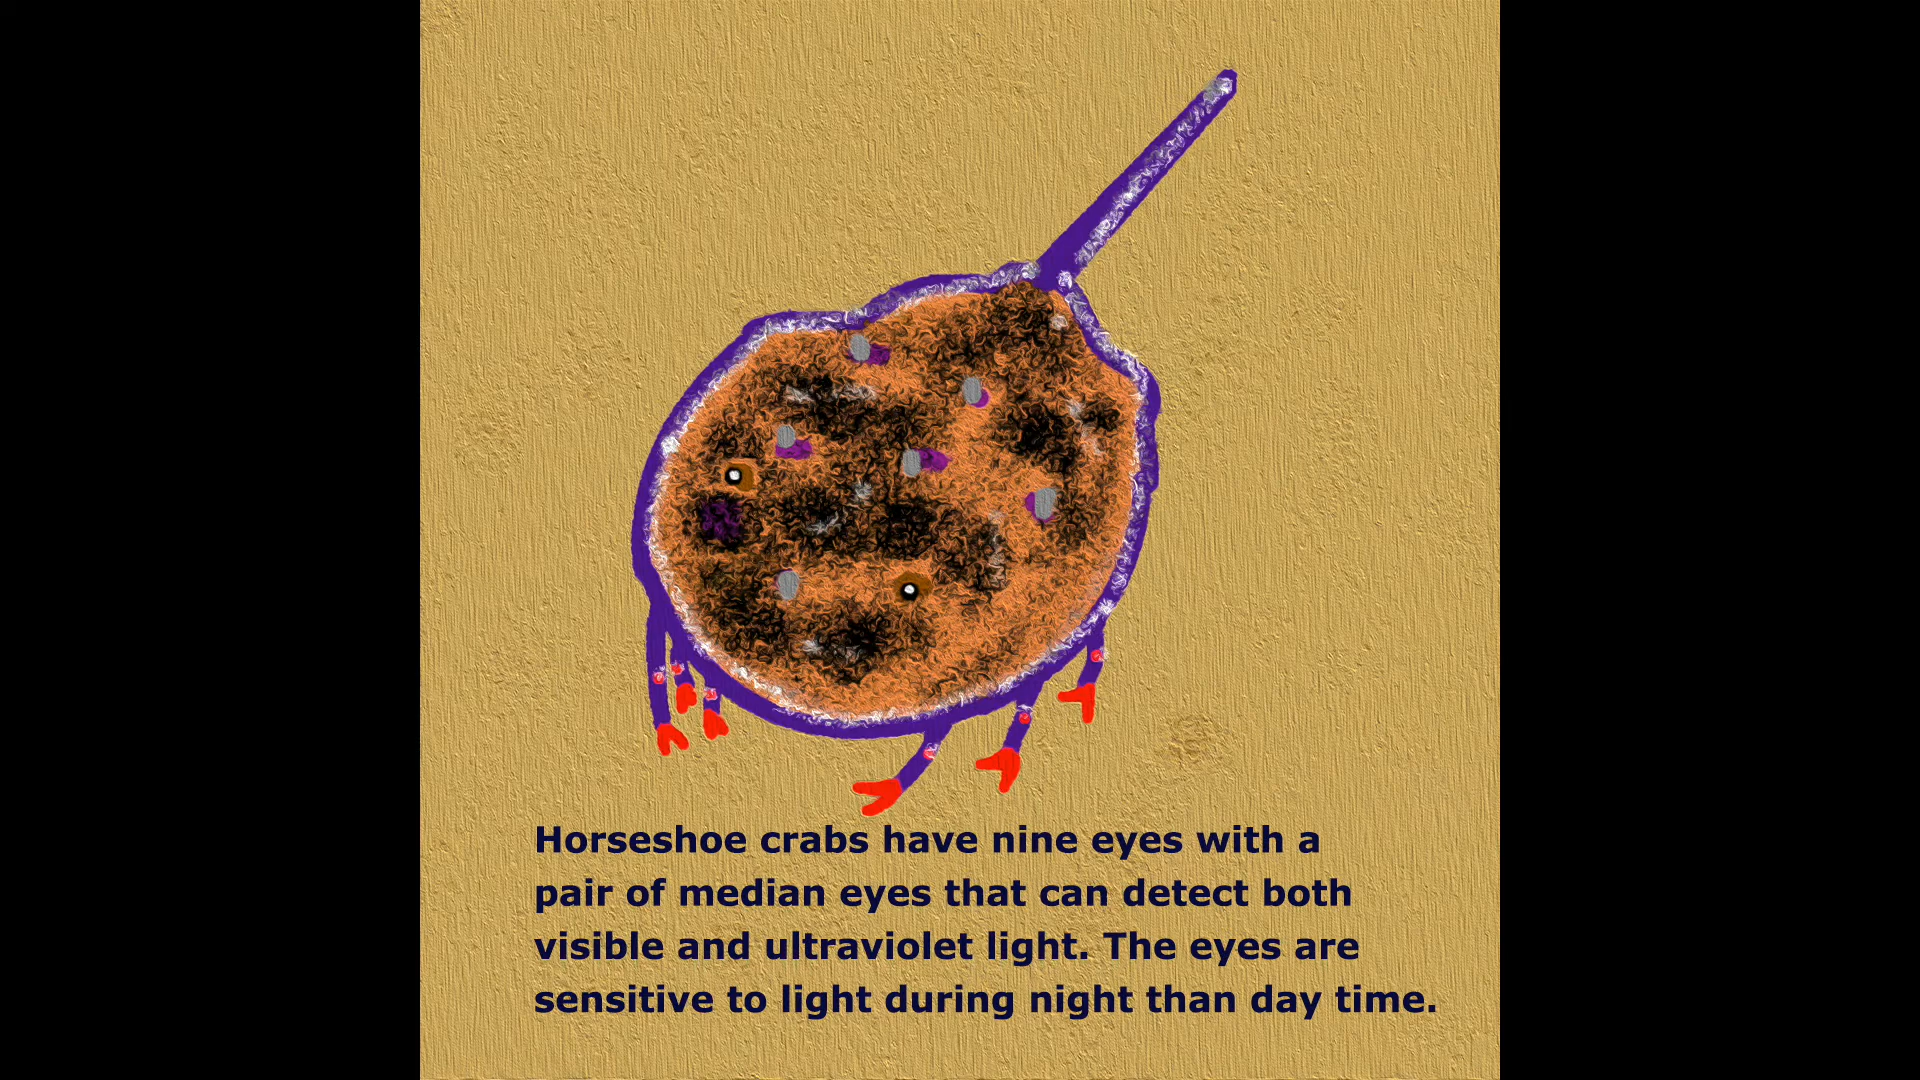 Horseshoe crabs have nine eyes with a
pair of median eyes that can detect both
visible and ultraviolet light. The eyes are
sensitive to light during night than day time.